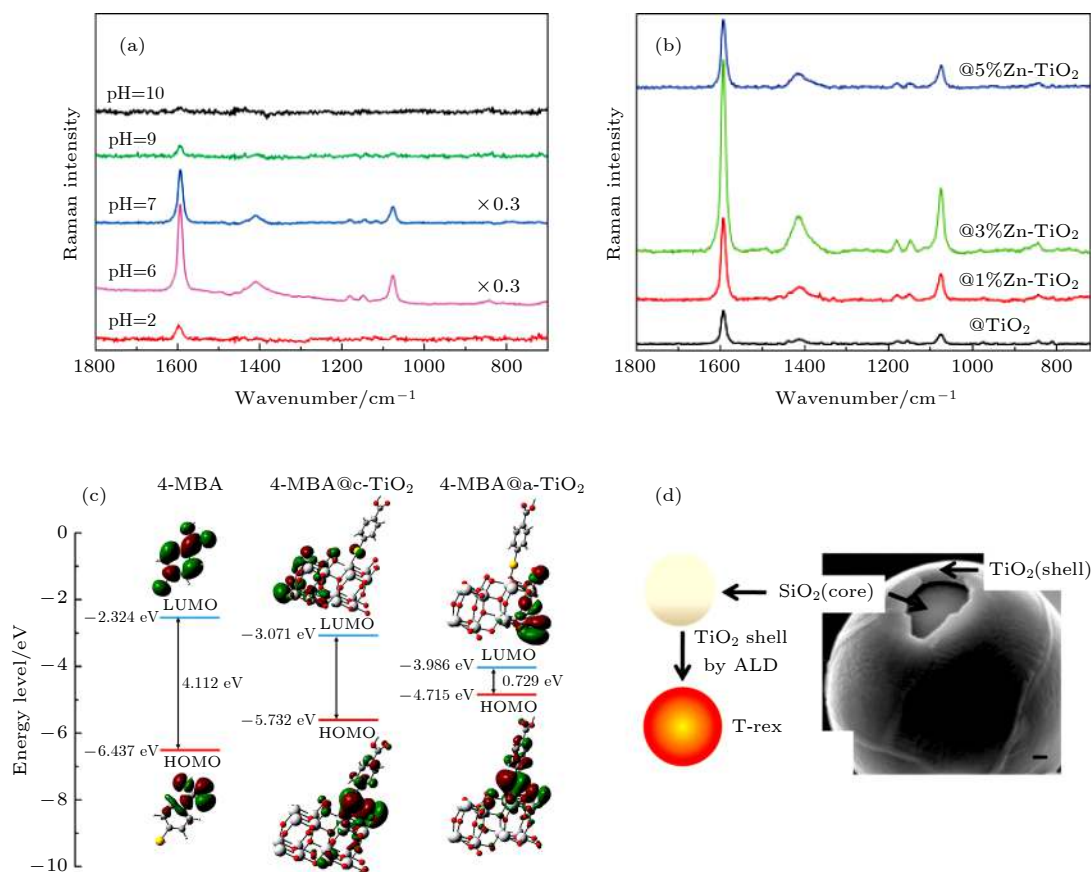 (a)
pH=10
pH=9
pH=7
×0.3
pH=6
×0.3
pH=2
Raman intensity
1800 1600 1400 1200 1000 800
Wavenumber/cm⁻¹
(b)
@5%Zn-TiO₂
@3%Zn-TiO₂
@1%Zn-TiO₂
@TiO₂
Raman intensity
1800 1600 1400 1200 1000 800
Wavenumber/cm⁻¹
(c)
4-MBA
4-MBA@c-TiO₂
4-MBA@a-TiO₂
Energy level/eV
0
−2
−4
−6
−8
−10
LUMO
−2.324 eV
4.112 eV
−6.437 eV
HOMO
LUMO
−3.071 eV
−5.732 eV
HOMO
LUMO
−3.986 eV
0.729 eV
−4.715 eV
HOMO
(d)
TiO₂(shell)
SiO₂(core)
TiO₂ shell
by ALD
T-rex